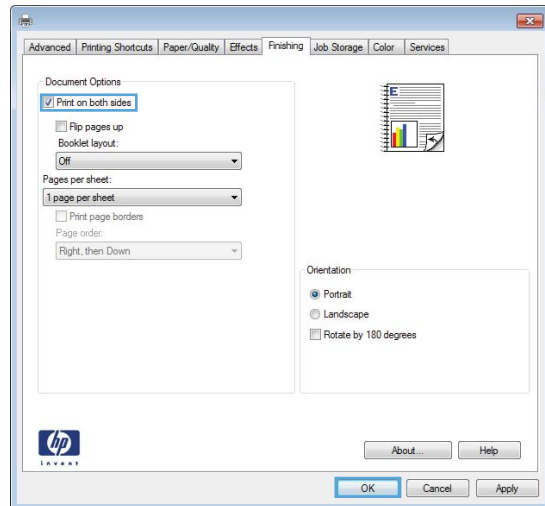 Advanced Printing Shortcuts Paper/Quality Effects Finishing Job Storage Color Services
Document Options
Print on both sides
Flip pages up
Booklet layout:
Off
Pages per sheet:
1 page per sheet
Print page borders
Page order:
Right, then Down
E
Orientation
Portrait
Landscape
Rotate by 180 degrees
hp
invent
About... Help
OK Cancel Apply